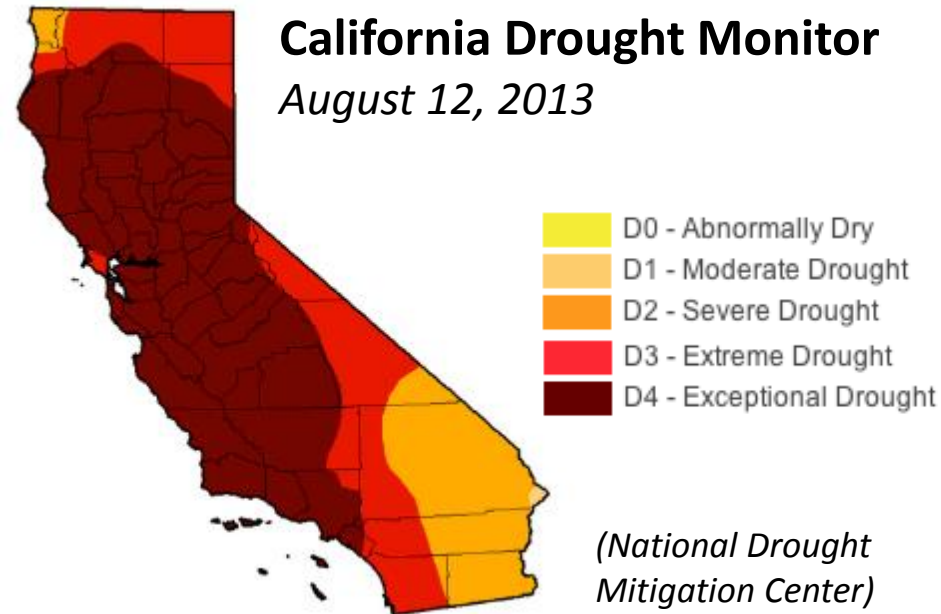 California Drought Monitor
August 12, 2013
D0 - Abnormally Dry
D1 - Moderate Drought
D2 - Severe Drought
D3 - Extreme Drought
D4 - Exceptional Drought
(National Drought
Mitigation Center)